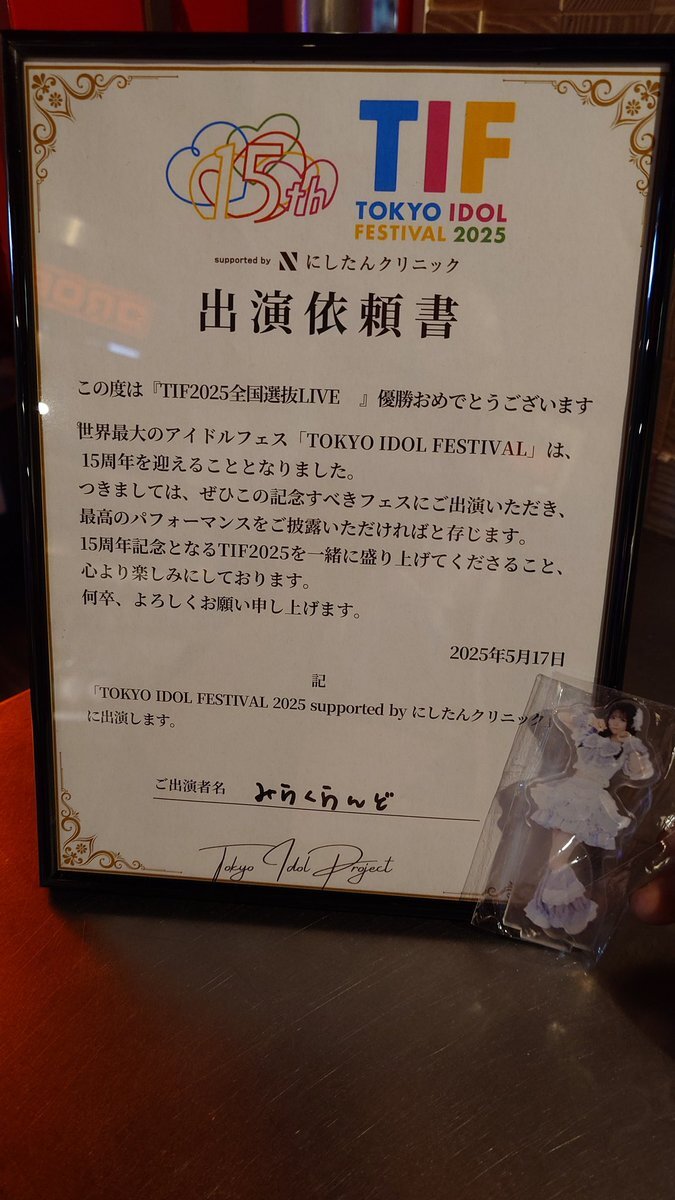 15th
TIF
TOKYO IDOL
FESTIVAL 2025
supported by N にしたんクリニック
出演依頼書
この度は『TIF2025全国選抜LIVE　』優勝おめでとうございます
世界最大のアイドルフェス「TOKYO IDOL FESTIVAL」は、
15周年を迎えることとなりました。
つきましては、ぜひこの記念すべきフェスにご出演いただき、
最高のパフォーマンスをご披露いただければと存じます。
15周年記念となるTIF2025を一緒に盛り上げてくださること、
心より楽しみにしております。
何卒、よろしくお願い申し上げます。
2025年5月17日
記
「TOKYO IDOL FESTIVAL 2025 supported by にしたんクリニック」
に出演します。
ご出演者名 みらくらんど
Tokyo Idol Project